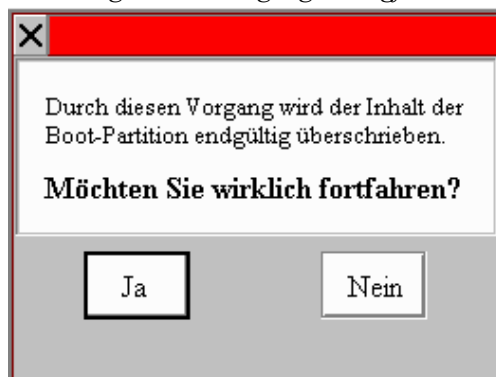 Durch diesen Vorgang wird der Inhalt der
Boot-Partition endgültig überschrieben.
Möchten Sie wirklich fortfahren?
Ja
Nein